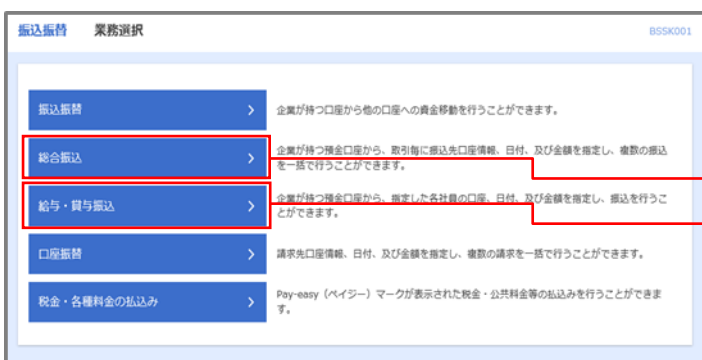 振込振替 業務選択 BSSK001
振込振替 企業が持つ口座から他の口座への資金移動を行うことができます。
総合振込 企業が持つ預金口座から、取引毎に振込先口座情報、日付、及び金額を指定し、複数の振込
を一括で行うことができます。
給与・賞与振込 企業が持つ預金口座から、指定した各社員の口座、日付、及び金額を指定し、振込を行うこ
とができます。
口座振替 請求先口座情報、日付、及び金額を指定し、複数の請求を一括で行うことができます。
税金・各種料金の払込み Pay-easy（ペイジー）マークが表示された税金・公共料金等の払込みを行うことができま
す。